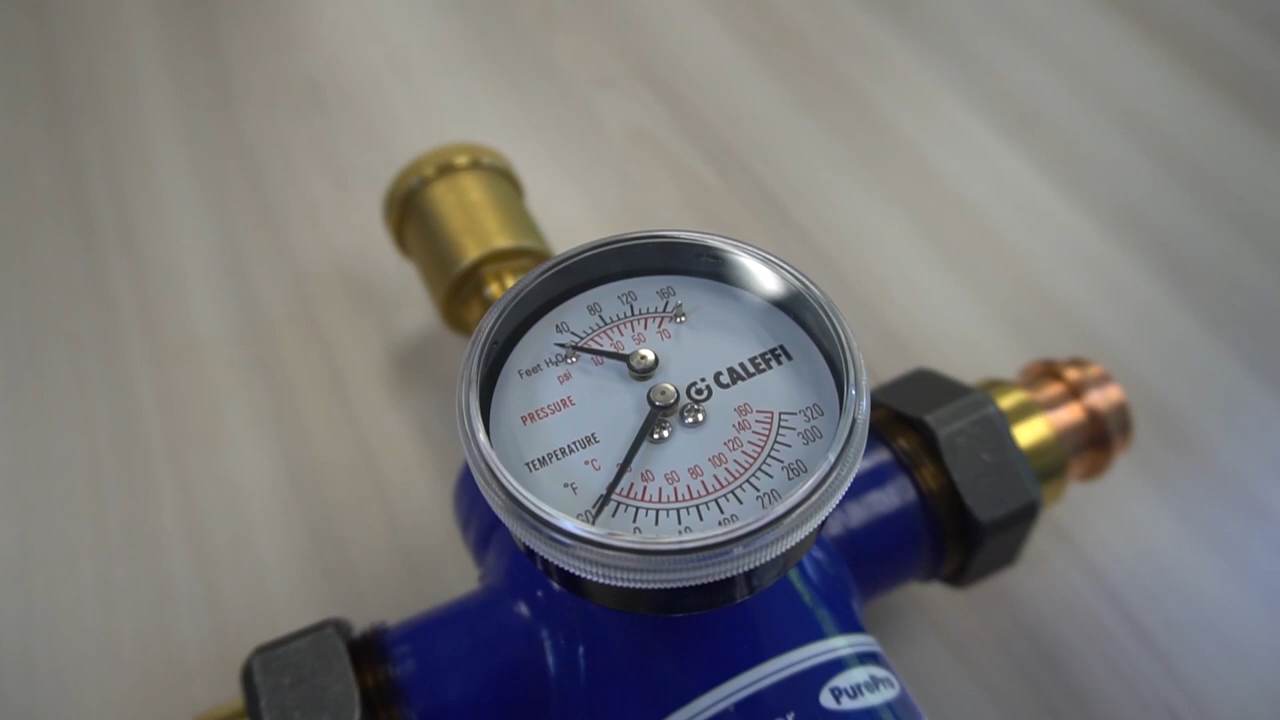 40 80 120 160
10 30 50 70
Feet H₂O
psi
CALEFFI
PRESSURE
TEMPERATURE
°C
40 60 80 100 120 140 160
°F
60
220 260 300 320
PurePro